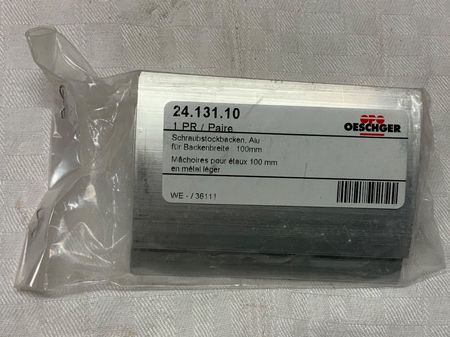 24.131.10
OPO
OESCHGER
1 PR / Paire
Schraubstockbacken, Alu
für Backenbreite 100mm
Mâchoires pour étaux 100 mm
en métal léger
WE - / 36111